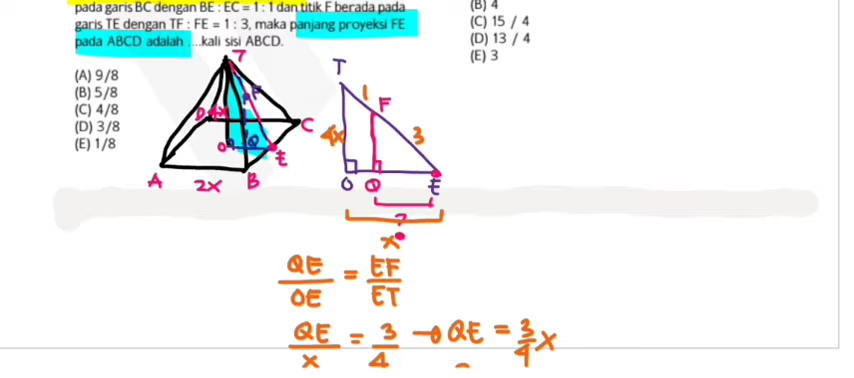 pada garis BC dengan BE : EC = 1 : 1 dan titik F berada pada
garis TE dengan TF : FE = 1 : 3, maka panjang proyeksi FE
pada ABCD adalah ...kali sisi ABCD.
(A) 9/8
(B) 5/8
(C) 4/8
(D) 3/8
(E) 1/8
(B) 4
(C) 15 / 4
(D) 13 / 4
(E) 3
T
F
D
4x
C
O
Q
E
A
2x
B
T
1
F
4x
3
O
Q
E
?
x
QE / OE = EF / ET
QE / x = 3 / 4 → QE = 3/4 x